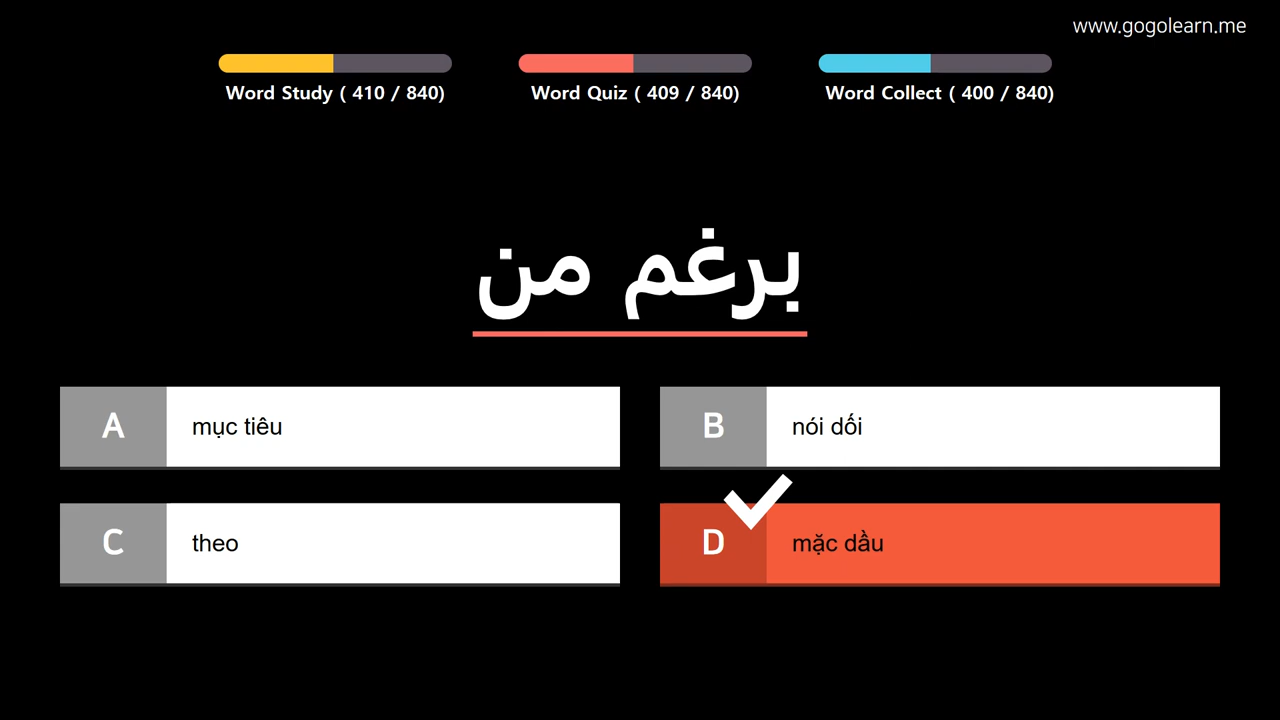 www.gogolearn.me
Word Study ( 410 / 840)
Word Quiz ( 409 / 840)
Word Collect ( 400 / 840)
برغم من
A
mục tiêu
B
nói dối
C
theo
D
mặc dầu